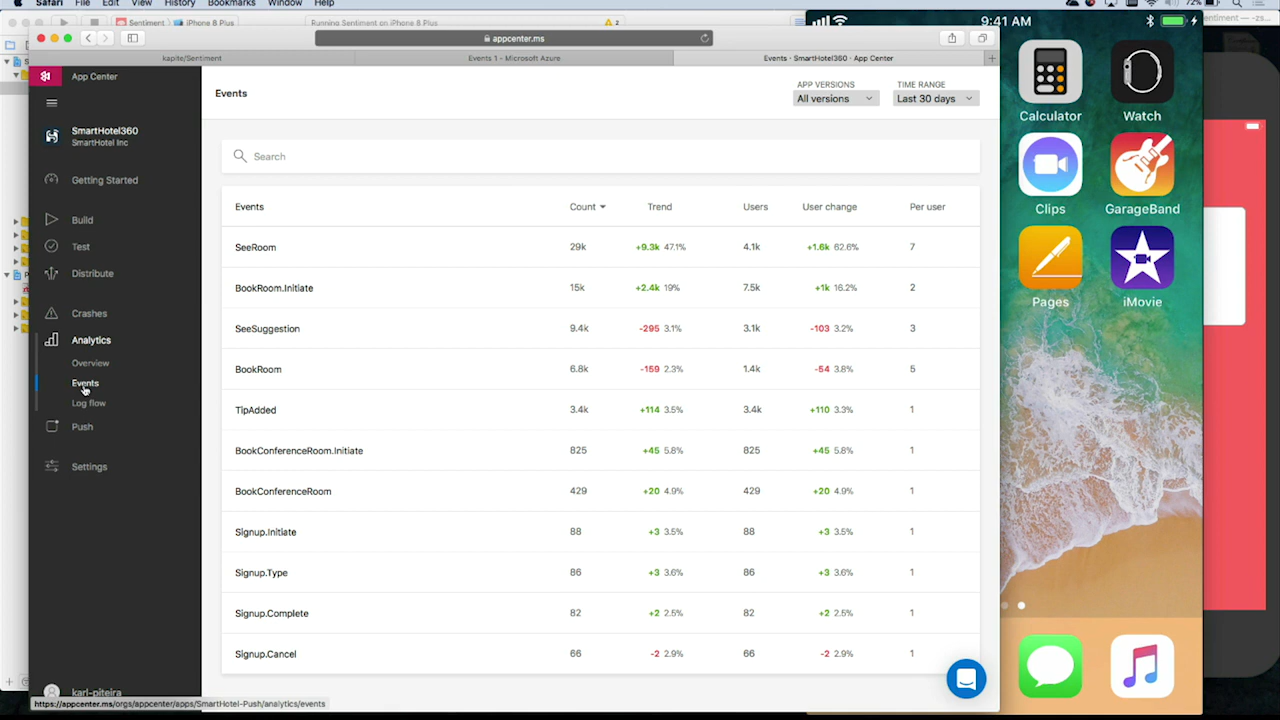 Safari File Edit View History Bookmarks Window Help 72%
Sentiment iPhone 8 Plus Running Sentiment on iPhone 8 Plus 2
appcenter.ms
kapite/Sentiment Events 1 - Microsoft Azure Events · SmartHotel360 · App Center
App Center
SmartHotel360
SmartHotel Inc
Getting Started
Build
Test
Distribute
Crashes
Analytics
Overview
Events
Log flow
Push
Settings
karl-piteira
Events
APP VERSIONS
All versions
TIME RANGE
Last 30 days
Search
Events Count Trend Users User change Per user
SeeRoom 29k +9.3k 47.1% 4.1k +1.6k 62.6% 7
BookRoom.Initiate 15k +2.4k 19% 7.5k +1k 16.2% 2
SeeSuggestion 9.4k -295 3.1% 3.1k -103 3.2% 3
BookRoom 6.8k -159 2.3% 1.4k -54 3.8% 5
TipAdded 3.4k +114 3.5% 3.4k +110 3.3% 1
BookConferenceRoom.Initiate 825 +45 5.8% 825 +45 5.8% 1
BookConferenceRoom 429 +20 4.9% 429 +20 4.9% 1
Signup.Initiate 88 +3 3.5% 88 +3 3.5% 1
Signup.Type 86 +3 3.6% 86 +3 3.6% 1
Signup.Complete 82 +2 2.5% 82 +2 2.5% 1
Signup.Cancel 66 -2 2.9% 66 -2 2.9% 1
https://appcenter.ms/orgs/appcenter/apps/SmartHotel-Push/analytics/events
9:41 AM
Calculator Watch
Clips GarageBand
Pages iMovie